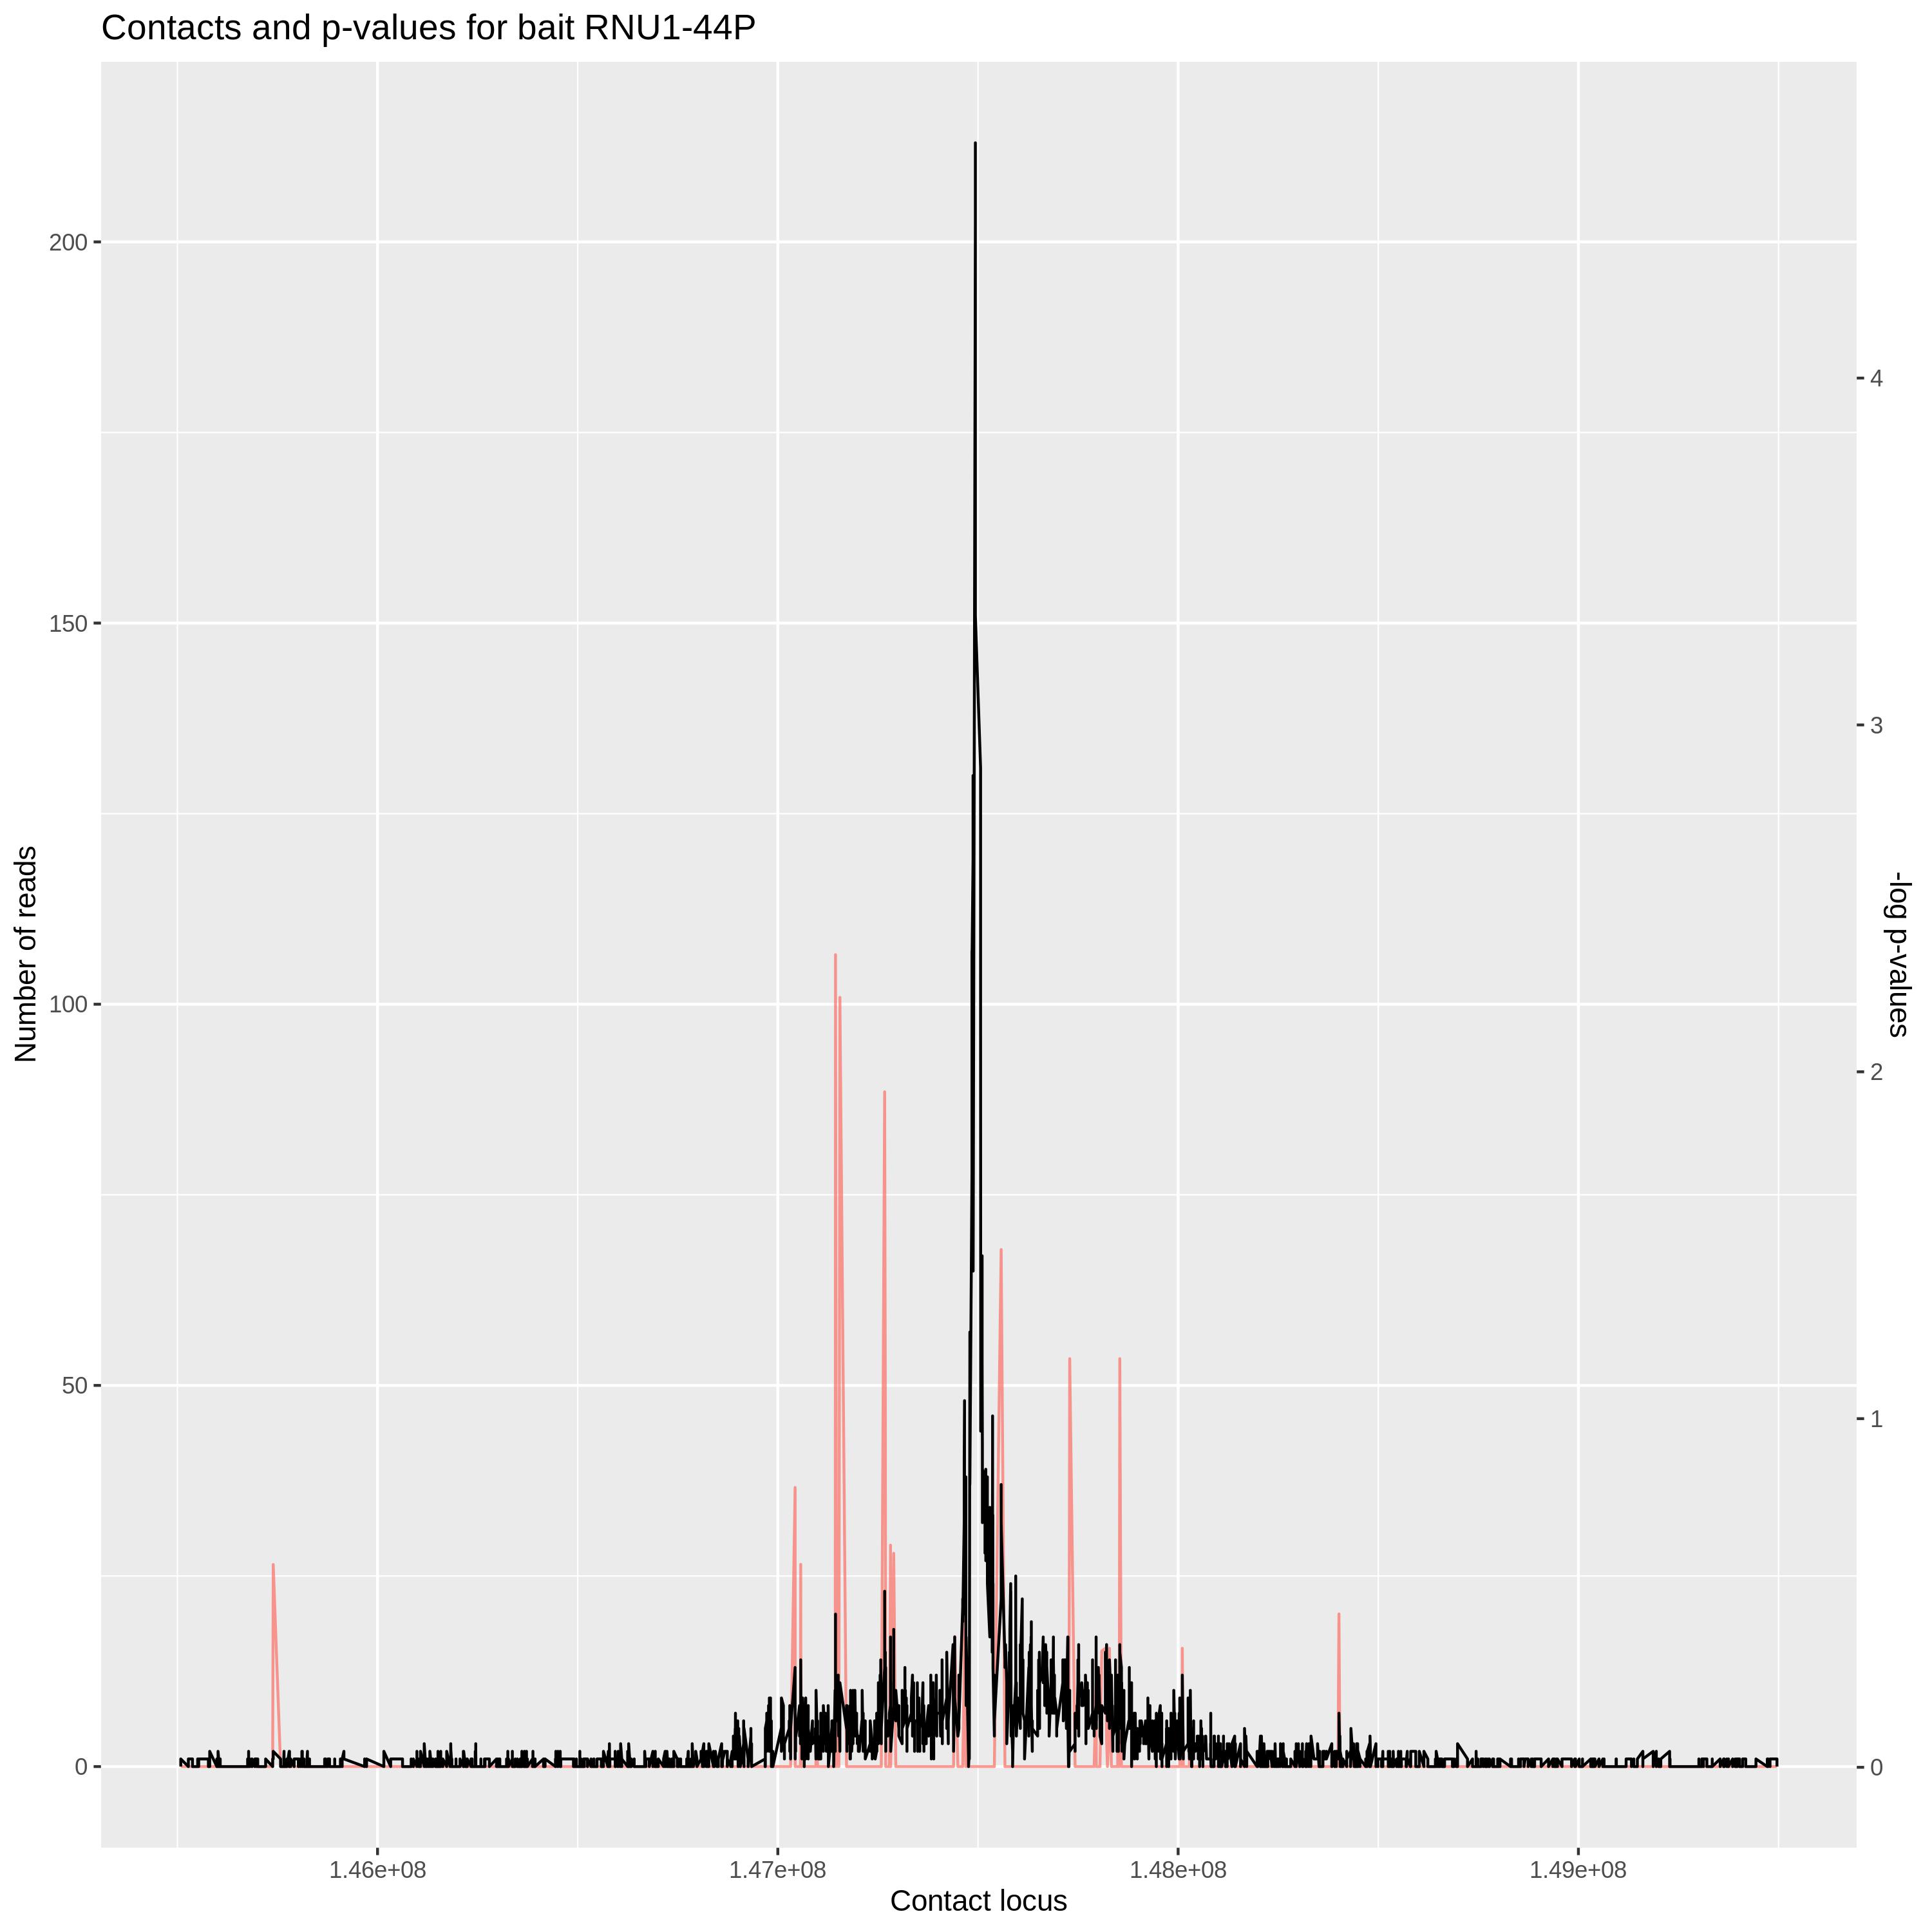 Contacts and p-values for bait RNU1-44P
200
150
100
50
0
4
3
2
1
0
Number of reads
-log p-values
1.46e+08
1.47e+08
1.48e+08
1.49e+08
Contact locus